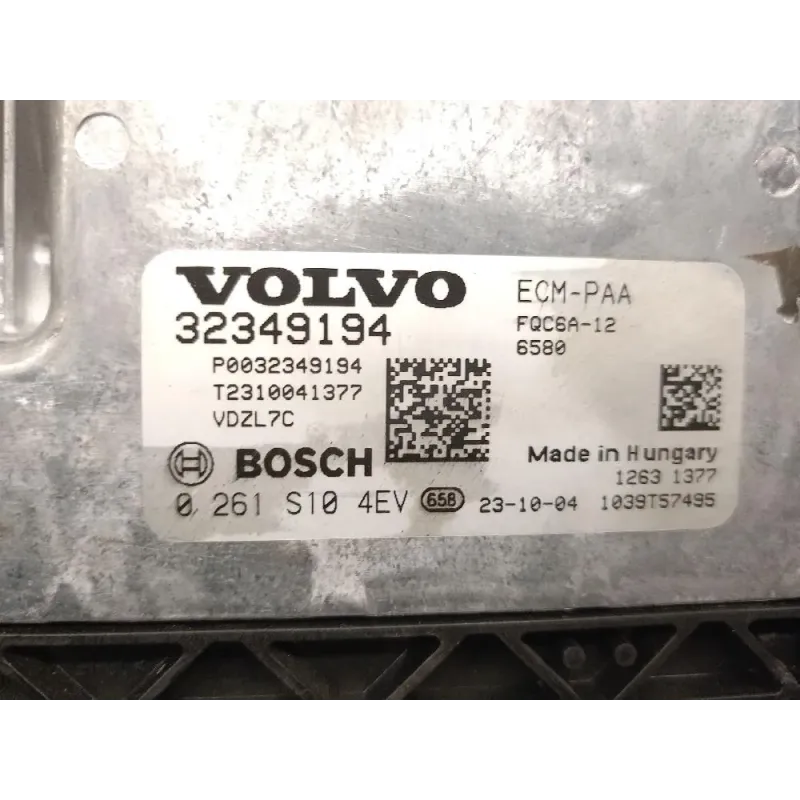 VOLVO
32349194
P0032349194
T2310041377
VDZL7C
ECM-PAA
FQC6A-12
6580
BOSCH
0 261 S10 4EV 658 23-10-04
Made in Hungary
1263 1377
1039T57495